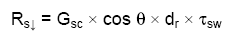 Rs↓ = Gsc × cos θ × dr × τsw